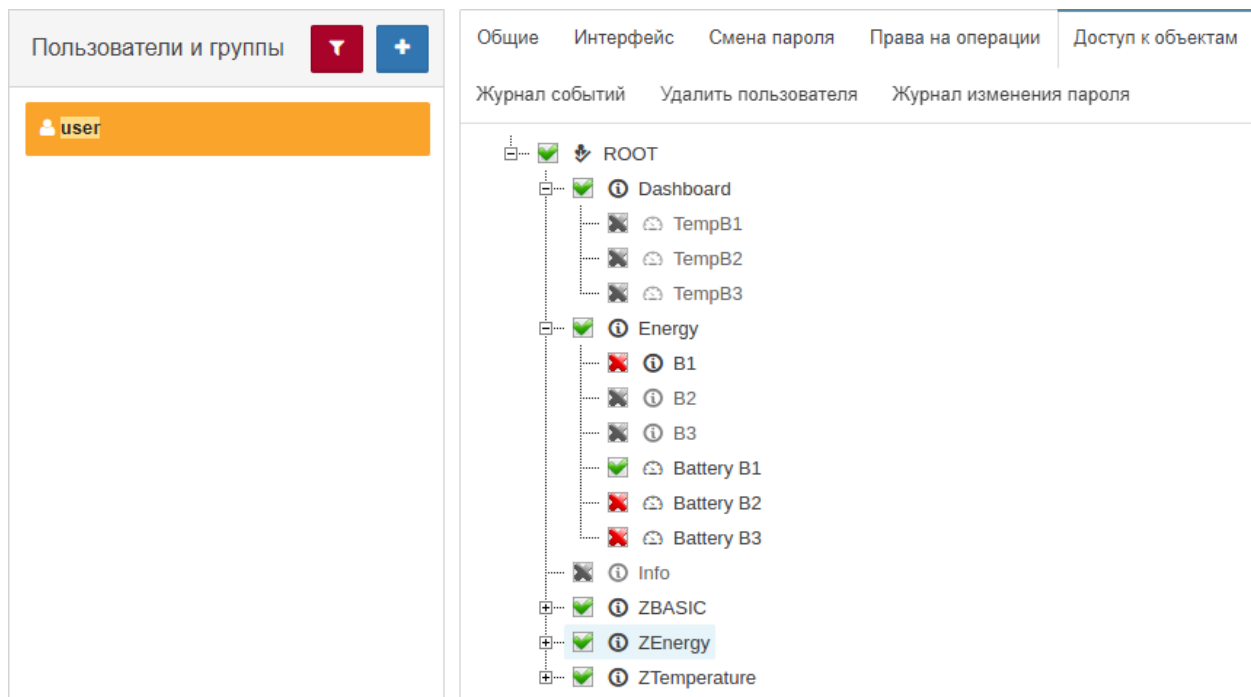 Пользователи и группы
user
Общие Интерфейс Смена пароля Права на операции Доступ к объектам
Журнал событий Удалить пользователя Журнал изменения пароля
ROOT
Dashboard
TempB1
TempB2
TempB3
Energy
B1
B2
B3
Battery B1
Battery B2
Battery B3
Info
ZBASIC
ZEnergy
ZTemperature